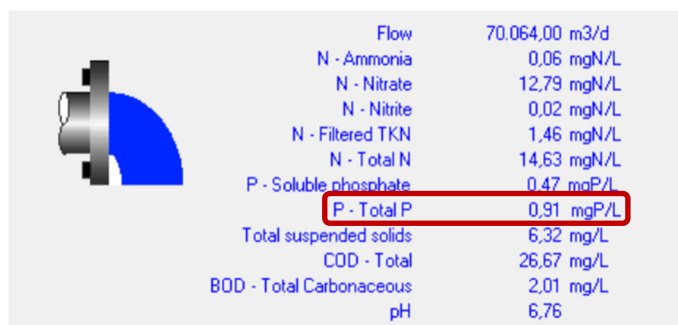 Flow 70.064,00 m3/d
N - Ammonia 0,06 mgN/L
N - Nitrate 12,79 mgN/L
N - Nitrite 0,02 mgN/L
N - Filtered TKN 1,46 mgN/L
N - Total N 14,63 mgN/L
P - Soluble phosphate 0,47 mgP/L
P - Total P 0,91 mgP/L
Total suspended solids 6,32 mg/L
COD - Total 26,67 mg/L
BOD - Total Carbonaceous 2,01 mg/L
pH 6,76